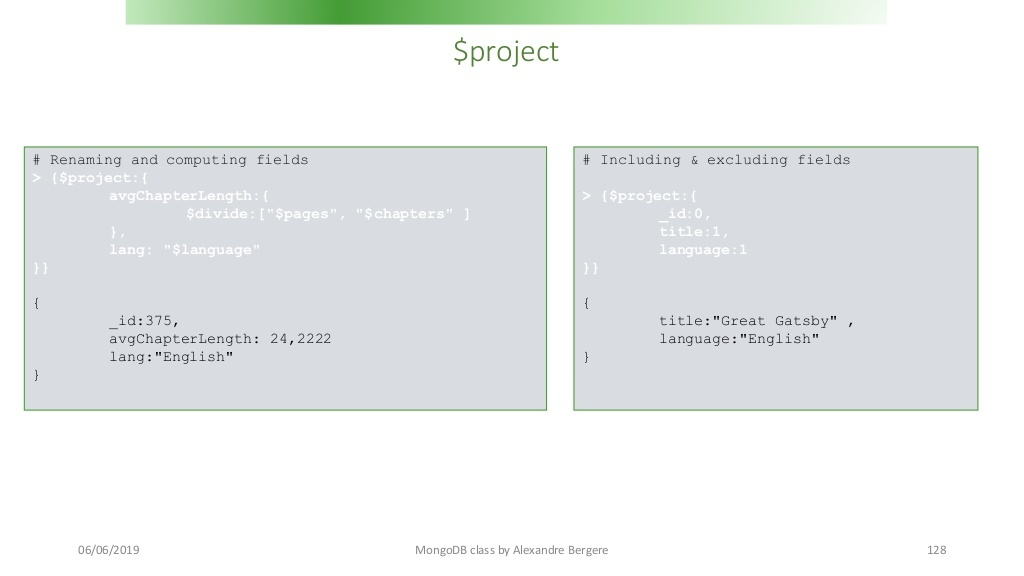 $project
# Renaming and computing fields
> {$project:{
avgChapterLength:{
$divide:["$pages", "$chapters" ]
},
lang: "$language"
}}
{
_id:375,
avgChapterLength: 24,2222
lang:"English"
}
# Including & excluding fields
> {$project:{
_id:0,
title:1,
language:1
}}
{
title:"Great Gatsby" ,
language:"English"
}
06/06/2019
MongoDB class by Alexandre Bergere
128